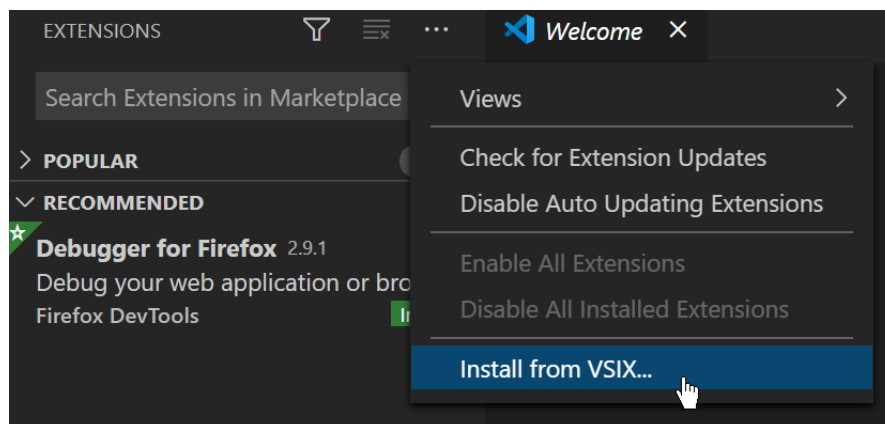 EXTENSIONS
Welcome
Search Extensions in Marketplace
POPULAR
RECOMMENDED
Debugger for Firefox 2.9.1
Debug your web application or
Firefox DevTools
Views
Check for Extension Updates
Disable Auto Updating Extensions
Enable All Extensions
Disable All Installed Extensions
Install from VSIX...